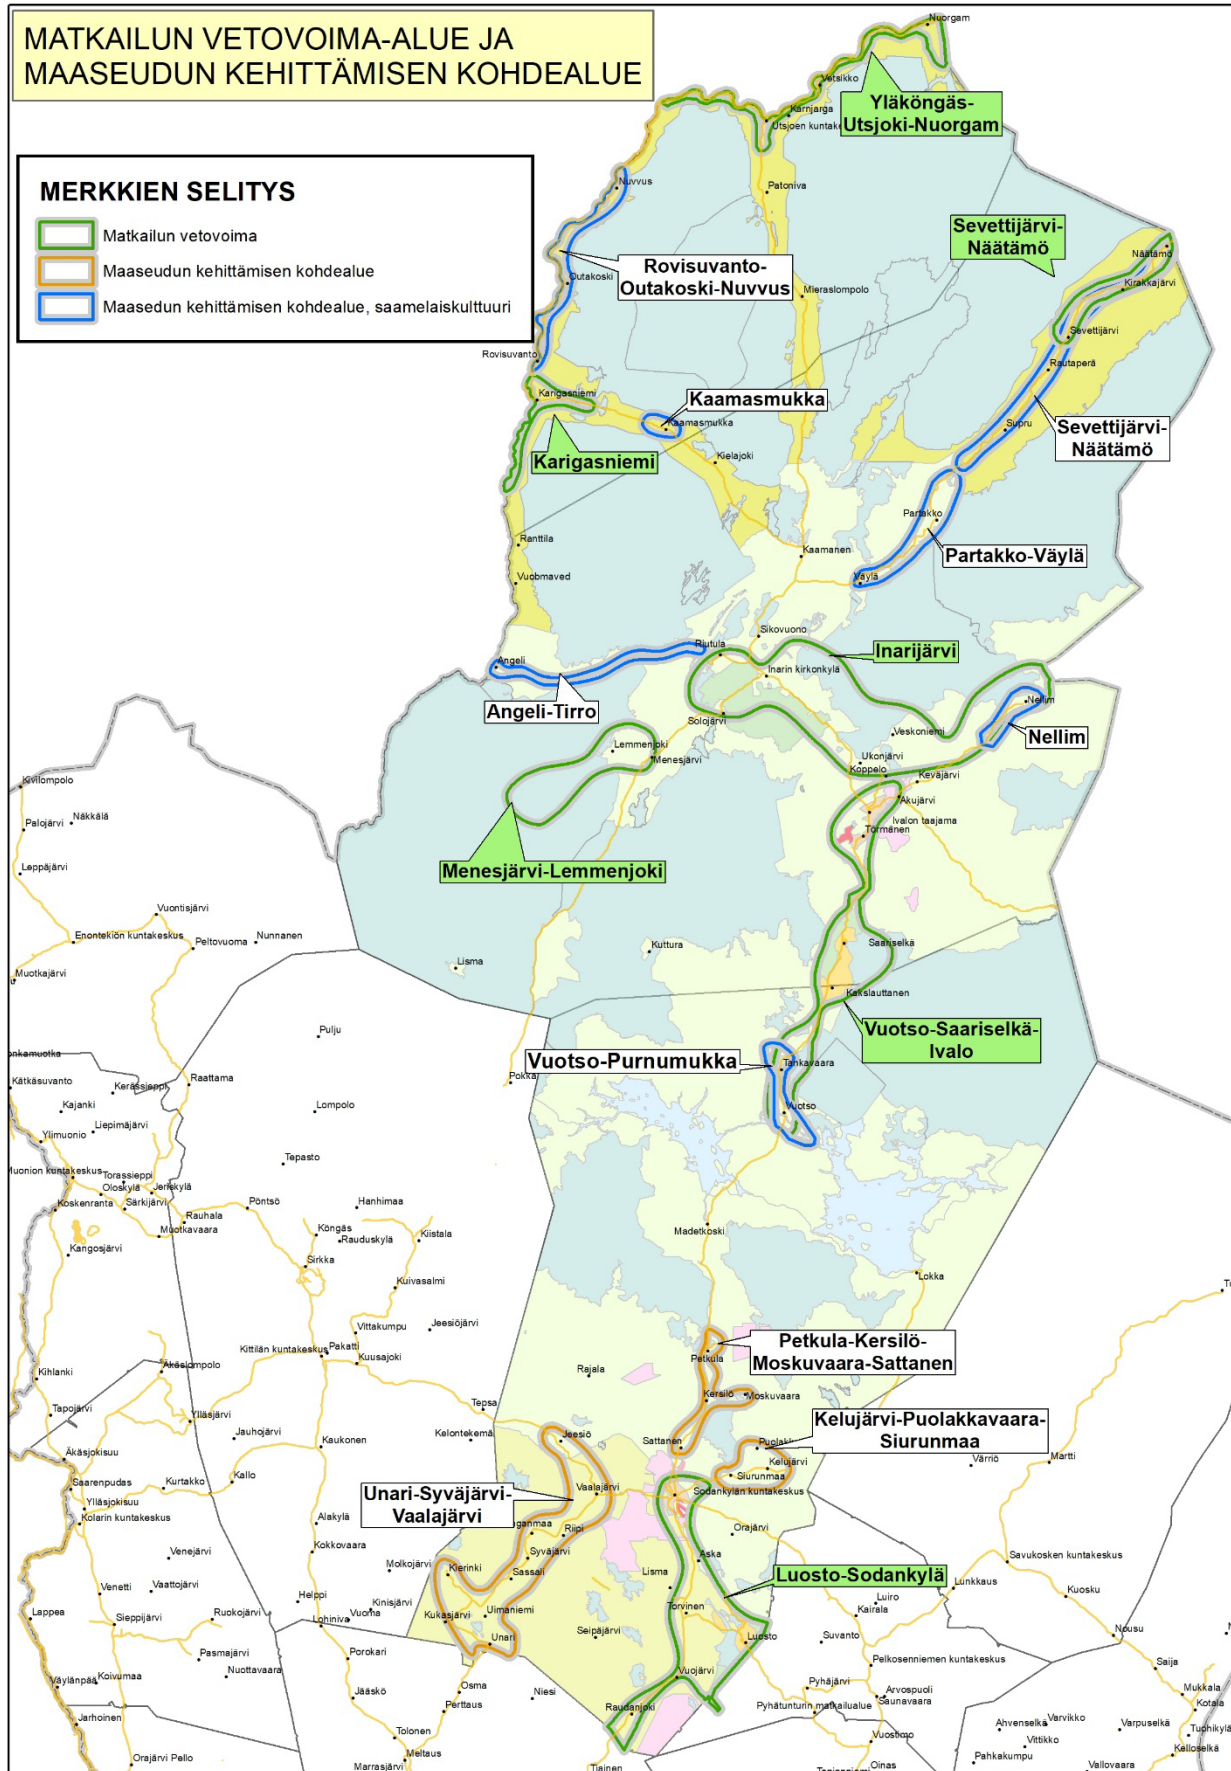 MATKAILUN VETOVOIMA-ALUE JA
MAASEUDUN KEHITTÄMISEN KOHDEALUE
MERKKIEN SELITYS
Matkailun vetovoima
Maaseudun kehittämisen kohdealue
Maasedun kehittämisen kohdealue, saamelaiskulttuuri
Nuorgam
Vetsikko
Yläköngäs-
Utsjoki-Nuorgam
Karnjarga
Utsjoen kuntake
Nuvvus
Patoniva
Sevettijärvi-
Näätämö
Näätämö
Rovisuvanto-
Outakoski-Nuvvus
Outakoski
Kirakkajärvi
Mieraslompolo
Sevettijärvi
Rovisuvanto
Rautaperä
Karigasniemi
Kaamasmukka
Kaamasmukka
Supru
Sevettijärvi-
Näätämö
Karigasniemi
Kielajoki
Partakko
Ranttila
Kaamanen
Partakko-Väylä
Vuobmaved
Väylä
Sikovuono
Riutula
Inarijärvi
Angeli
Inarin kirkonkylä
Angeli-Tirro
Nellim
Solojärvi
Veskoniemi
Nellim
Lemmenjoki
Menesjärvi
Ukonjärvi
Koppelo
Keväjärvi
Kivilompolo
Akujärvi
Näkkälä
Palojärvi
Ivalon taajama
Törmänen
Leppäjärvi
Menesjärvi-Lemmenjoki
Vuontisjärvi
Enontekiön kuntakeskus
Nunnanen
Peltovuoma
Kuttura
Saariselkä
Muotkajärvi
Lisma
Kakslauttanen
Pulju
Vuotso-Saariselkä-
Ivalo
onkamuotka
Vuotso-Purnumukka
Tankavaara
Kätkäsuvanto
Kerässieppi
Raattama
Pokka
Kajanki
Lompolo
Vuotso
Liepimäjärvi
Ylimuonio
Tepasto
Muonion kuntakeskus
Torassieppi
Jeriskylä
Oloskylä
Koskenranta
Särkijärvi
Pöntsö
Hanhimaa
Rauhala
Muotkavaara
Köngäs
Rauduskylä
Kiistala
Madetkoski
Kangosjärvi
Sirkka
Lokka
Kuivasalmi
Vittakumpu
Jeesiöjärvi
Kittilän kuntakeskus
Pakatti
Kuusajoki
Petkula-Kersilö-
Moskuvaara-Sattanen
Petkula
Äkäslompolo
Kihlanki
Rajala
Kersilö
Moskuvaara
Tapojärvi
Ylläsjärvi
Tepsa
Kelujärvi-Puolakkavaara-
Siurunmaa
Jauhojärvi
Kelontekemä
Jeesiö
Kaukonen
Sattanen
Puolakk
Äkäsjokisuu
Kelujärvi
Värriö
Martti
Siurunmaa
Saarenpudas
Kurtakko
Kallo
Unari-Syväjärvi-
Vaalajärvi
Vaalajärvi
Sodankylän kuntakeskus
Ylläsjokisuu
Kolarin kuntakeskus
Alakylä
anganmaa
Riipi
Orajärvi
Venejärvi
Kokkovaara
Syväjärvi
Aska
Savukosken kuntakeskus
Molkojärvi
Kierinki
Sassali
Lisma
Luosto-Sodankylä
Venetti
Vaattojärvi
Helppi
Lunkkaus
Kuosku
Luiro
Lappea
Ruokojärvi
Kinisjärvi
Vuoma
Uimaniemi
Torvinen
Kairala
Sieppijärvi
Lohiniva
Kukasjärvi
Nousu
Seipäjärvi
Suvanto
Unari
Luosto
Pasmajärvi
Porokari
Pelkosenniemen kuntakeskus
Saija
Nuottavaara
Vuojärvi
Koivumaa
Väylänpää
Osma
Pyhäjärvi
Arvospuoli
Mukkala
Jääskö
Niesi
Saunavaara
Kotala
Perttaus
Raudanjoki
Pyhätunturin matkailualue
Jarhoinen
Varvikko
Ahvenselkä
Varpuselkä
Tuohikylä
Tolonen
Vuostimo
Vittikko
Meltaus
Kelloselkä
Orajärvi Pello
Marrasjärvi
Tiainen
Oinas
Pahkakumpu
Vallovaara